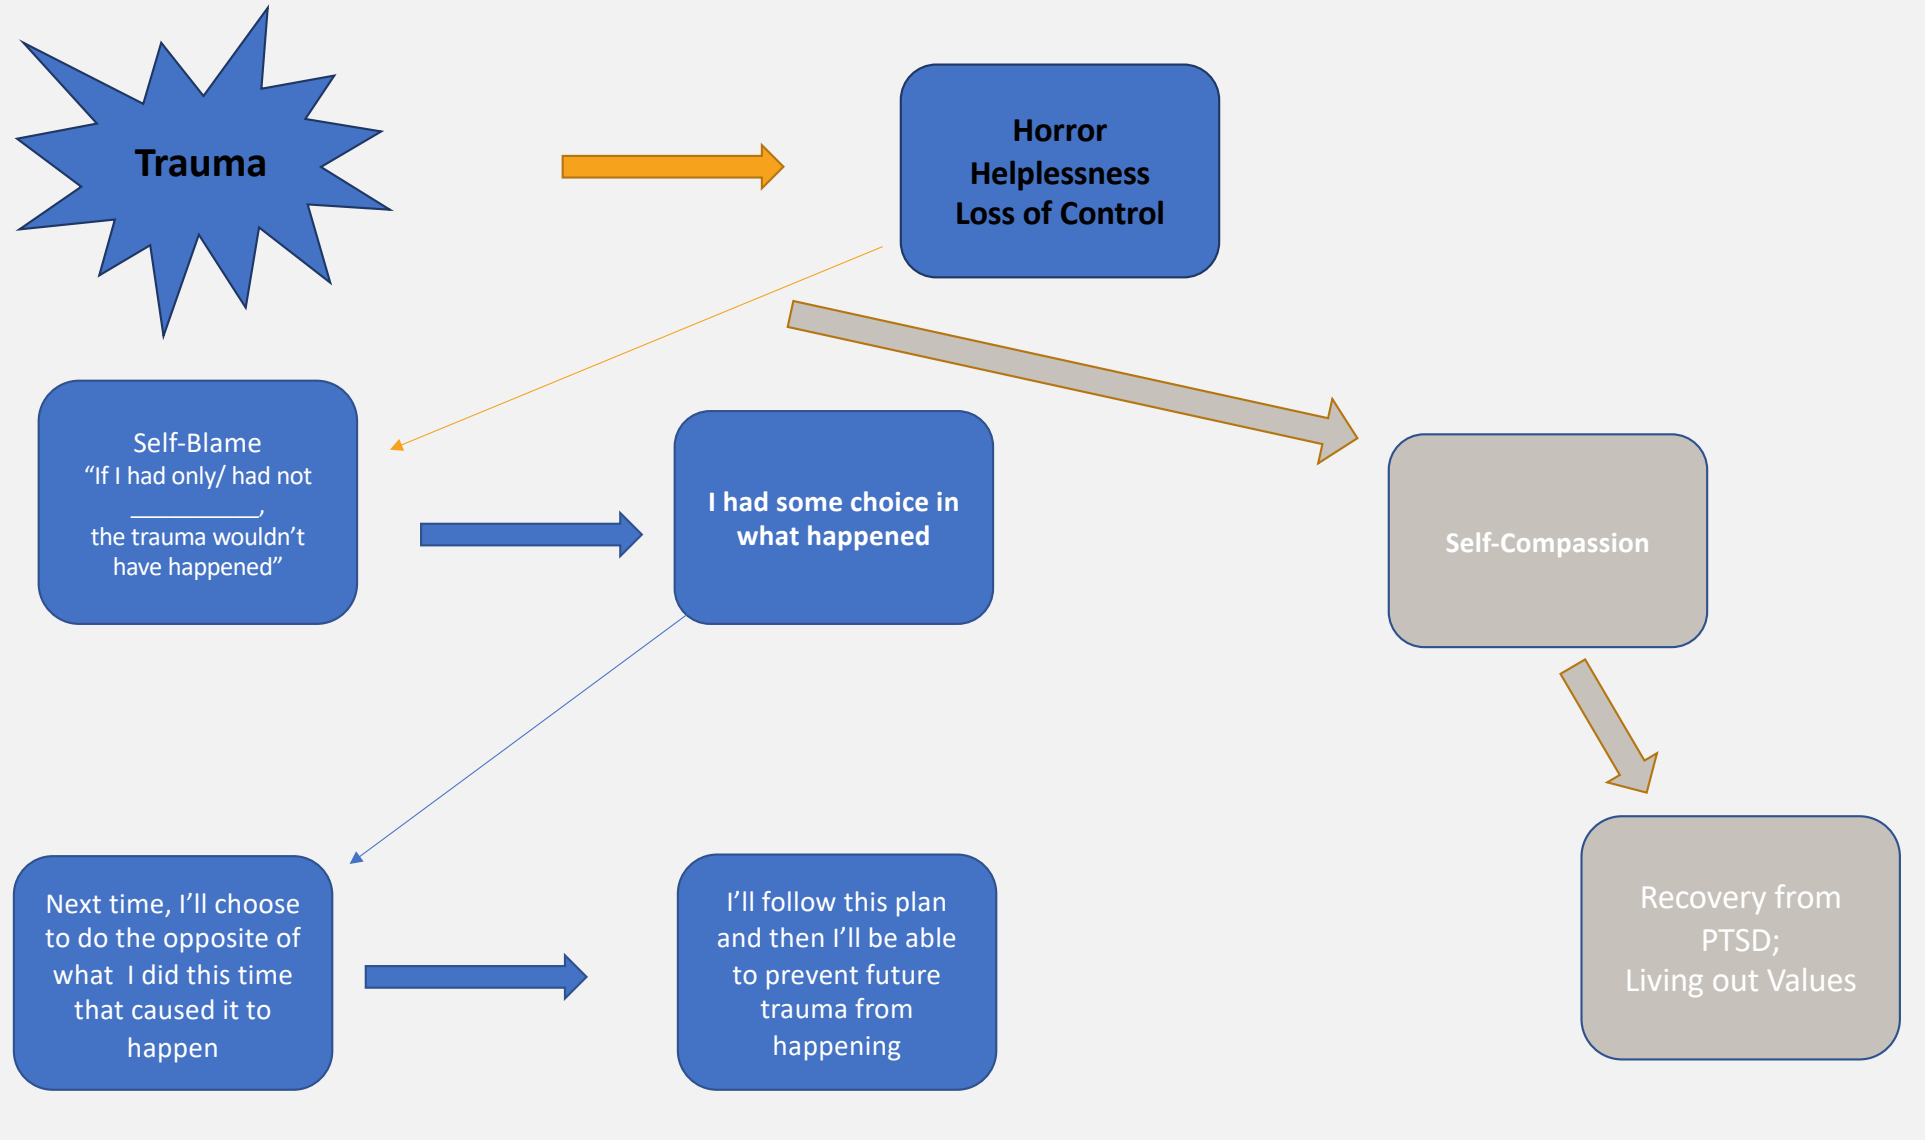 Trauma
Horror
Helplessness
Loss of Control
Self-Blame
“If I had only/ had not
__________,
the trauma wouldn’t
have happened”
I had some choice in
what happened
Self-Compassion
Next time, I’ll choose
to do the opposite of
what  I did this time
that caused it to
happen
I’ll follow this plan
and then I’ll be able
to prevent future
trauma from
happening
Recovery from
PTSD;
Living out Values